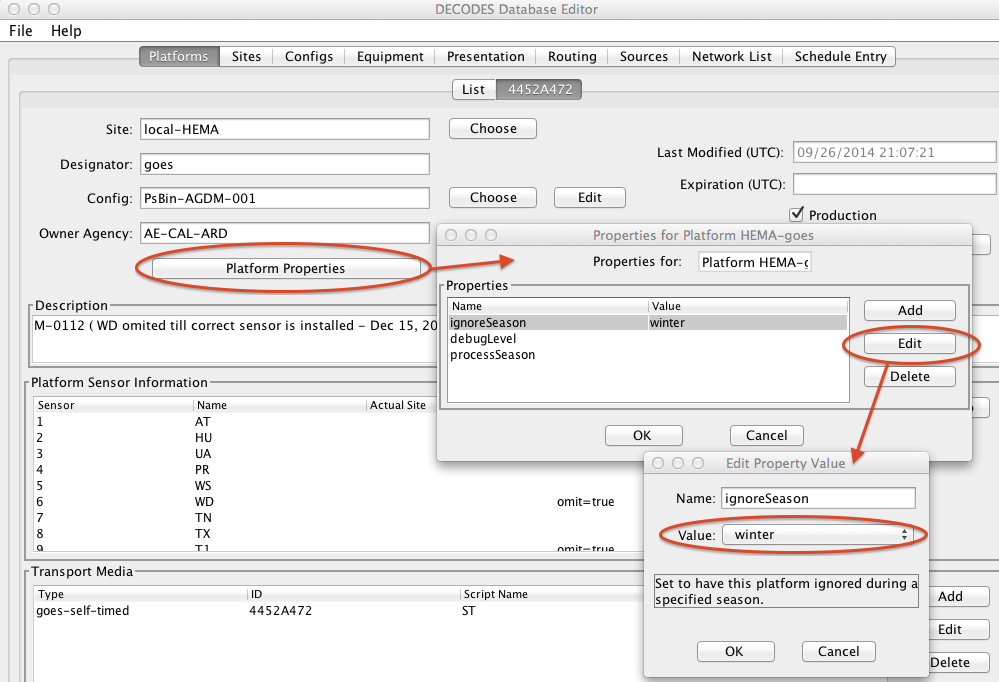 DECODES Database Editor
File Help
Platforms Sites Configs Equipment Presentation Routing Sources Network List Schedule Entry
List 4452A472
Site: local-HEMA Choose
Designator: goes
Last Modified (UTC): 09/26/2014 21:07:21
Config: PsBin-AGDM-001 Choose Edit
Expiration (UTC):
Production
Owner Agency: AE-CAL-ARD
Platform Properties
Properties for Platform HEMA-goes
Properties for: Platform HEMA-g
Properties
Name Value
ignoreSeason winter
debugLevel
processSeason
Add
Edit
Delete
OK Cancel
Description
M-0112 ( WD omited till correct sensor is installed - Dec 15, 20
Platform Sensor Information
Sensor Name Actual Site
1 AT
2 HU
3 UA
4 PR
5 WS
6 WD omit=true
7 TN
8 TX
9 TJ omit=true
Edit Property Value
Name: ignoreSeason
Value: winter
Set to have this platform ignored during a
specified season.
OK Cancel
Transport Media
Type ID Script Name
goes-self-timed 4452A472 ST
Add
Edit
Delete